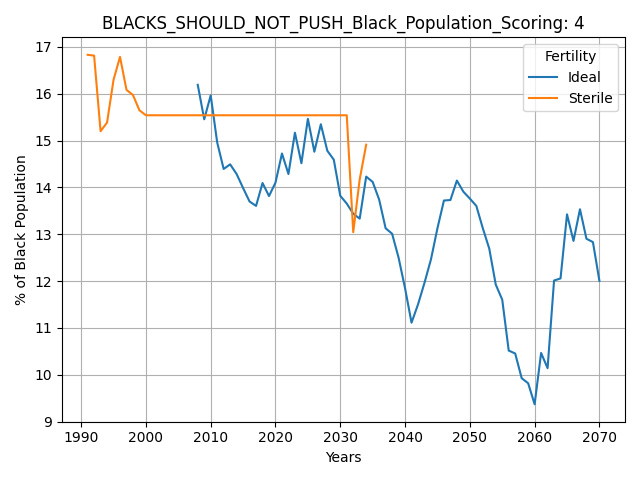 BLACKS_SHOULD_NOT_PUSH_Black_Population_Scoring: 4
17
16
15
14
13
12
11
10
9
% of Black Population
Fertility
Ideal
Sterile
1990 2000 2010 2020 2030 2040 2050 2060 2070
Years